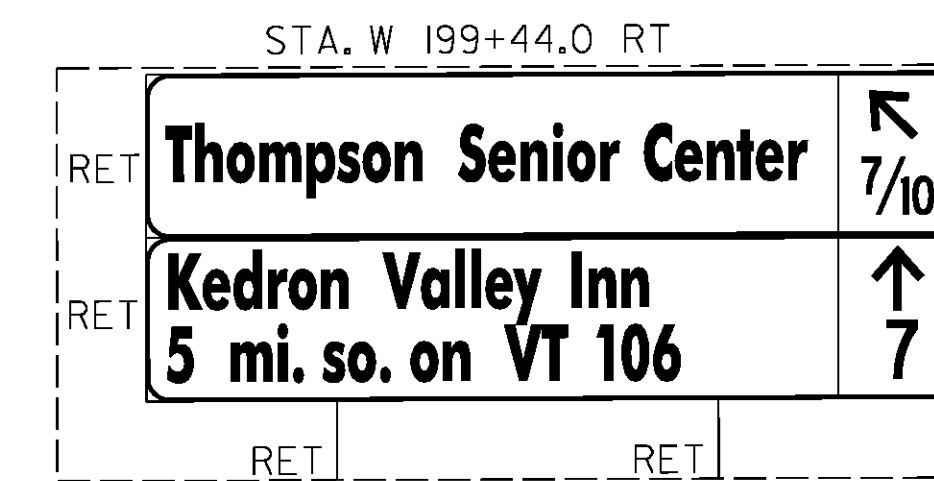 STA. W 199+44.0 RT
RET Thompson Senior Center 7/10
RET Kedron Valley Inn
5 mi. so. on VT 106 7
RET RET